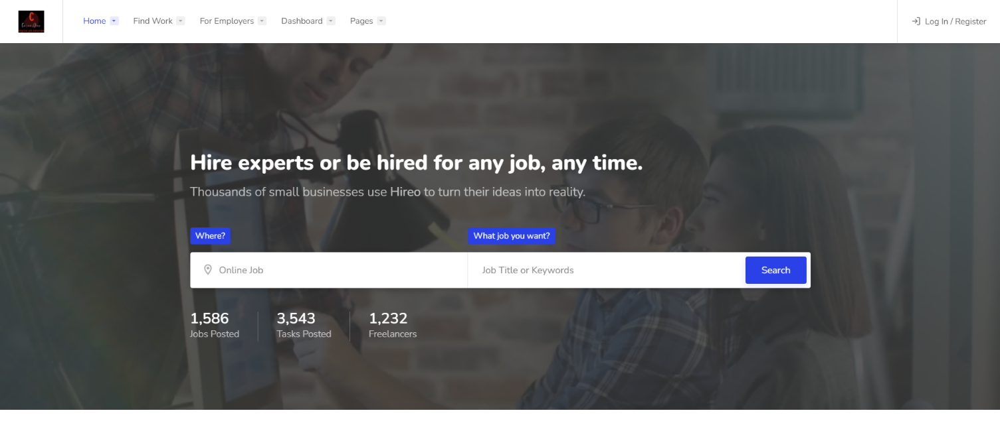 Home
Find Work
For Employers
Dashboard
Pages
Log In / Register
Hire experts or be hired for any job, any time.
Thousands of small businesses use Hireo to turn their ideas into reality.
Where?
What job you want?
Online Job
Job Title or Keywords
Search
1,586
Jobs Posted
3,543
Tasks Posted
1,232
Freelancers